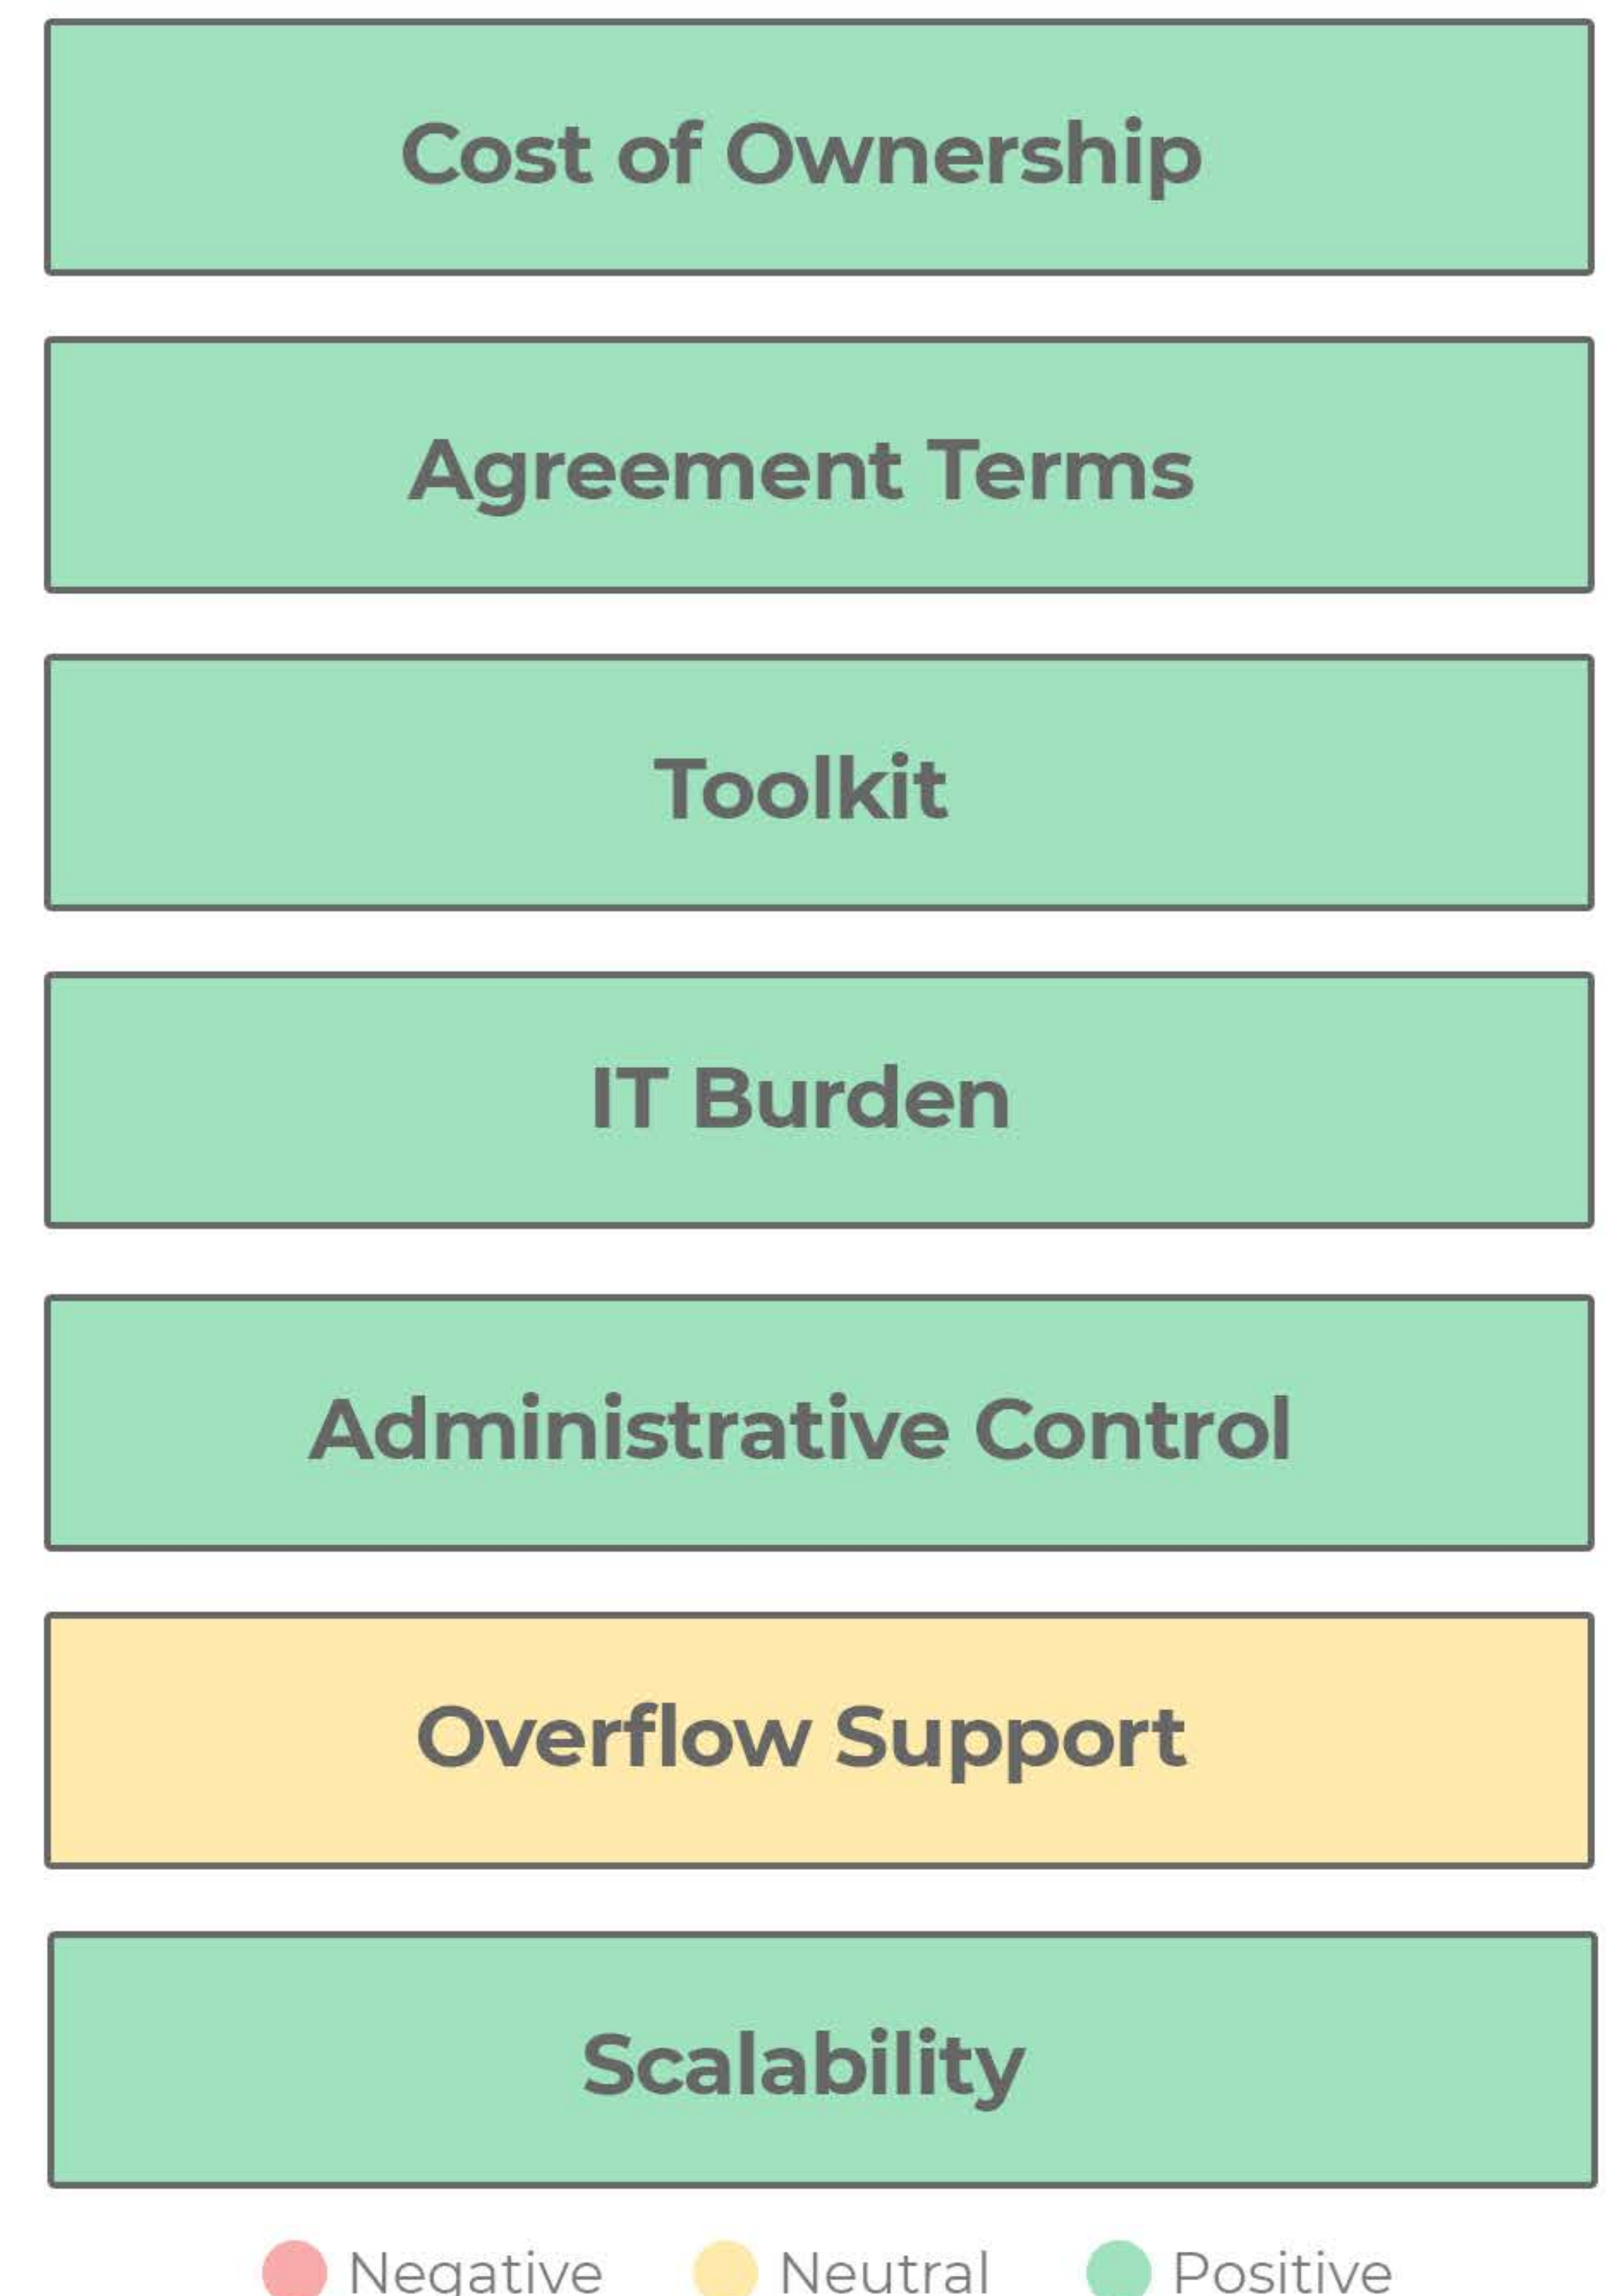 Cost of Ownership
Agreement Terms
Toolkit
IT Burden
Administrative Control
Overflow Support
Scalability
Negative Neutral Positive